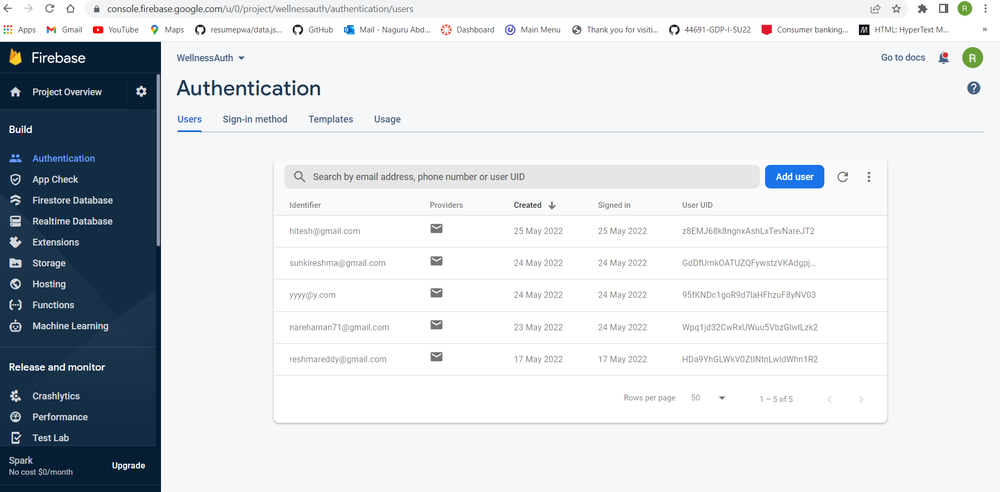 console.firebase.google.com/u/0/project/wellnessauth/authentication/users
R
Apps Gmail YouTube Maps resumepwa/data.js... GitHub Mail - Naguru Abd... Dashboard Main Menu Thank you for visiti... 44691-GDP-I-SU22 Consumer banking... HTML: HyperText M... »
Firebase
Project Overview
Build
Authentication
App Check
Firestore Database
Realtime Database
Extensions
Storage
Hosting
Functions
Machine Learning
Release and monitor
Crashlytics
Performance
Test Lab
Spark
No cost $0/month
Upgrade
WellnessAuth
Go to docs
R
Authentication
?
Users Sign-in method Templates Usage
Search by email address, phone number or user UID
Add user
Identifier Providers Created Signed in User UID
hitesh@gmail.com 25 May 2022 25 May 2022 z8EMJ68k8ngnxAshLxTevNareJT2
sunkireshma@gmail.com 24 May 2022 24 May 2022 GdDfUmkOATUZQFywstzVKAdgpj...
yyyy@y.com 24 May 2022 24 May 2022 95fKNDc1goR9d7laHFhzuF8yNV03
narehaman71@gmail.com 23 May 2022 24 May 2022 Wpq1jd32CwRxUWuu5VbzGlwlLzk2
reshmareddy@gmail.com 17 May 2022 17 May 2022 HDa9YhGLWkV0ZtlNtnLwldWhn1R2
Rows per page 50 1 – 5 of 5